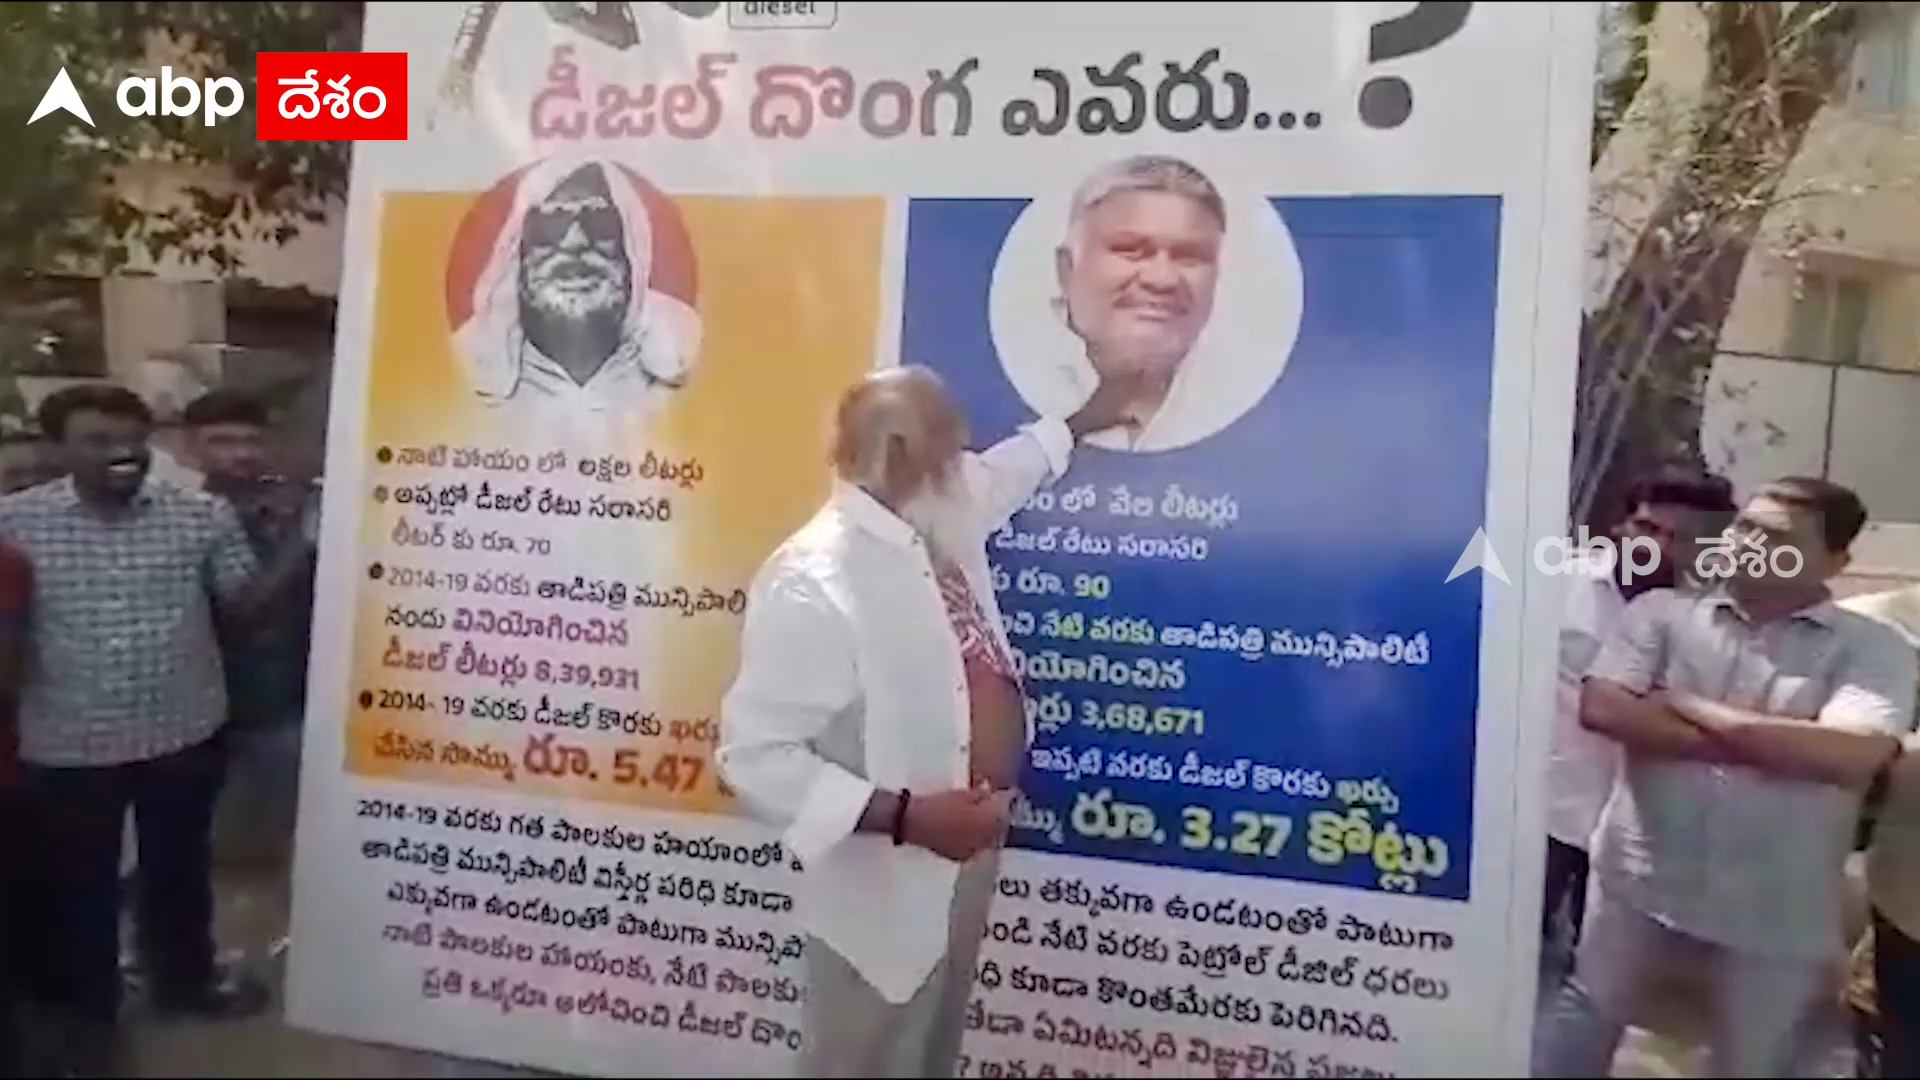 diesel
abp దేశం
డీజల్ దొంగ ఎవరు...?
నాటి హాయం లో లక్షల లీటర్లు
అప్పట్లో డీజల్ రేటు సరాసరి
లీటర్ కు రూ. 70
2014-19 వరకు తాడిపత్రి మున్సిపాలి
నందు వినియోగించిన
డీజల్ లీటర్లు 8,39,931
2014- 19 వరకు డీజల్ కొరకు ఖర్చు
చేసిన సొమ్ము రూ. 5.47
లో వేల లీటర్లు
డీజల్ రేటు సరాసరి
రూ. 90
నేటి వరకు తాడిపత్రి మున్సిపాలిటీ
3,68,671
ఇప్పటి వరకు డీజల్ కొరకు ఖర్చు
రూ. 3.27 కోట్లు
abp దేశం
2014-19 వరకు గత పాలకుల హయాంలో
తాడిపత్రి మున్సిపాలిటీ విస్తీర్ణ పరిధి కూడా
ఎక్కువగా ఉండటంతో పాటుగా
నాటి పాలకుల హాయంకు, నేటి
ప్రతి ఒక్కరూ ఆలోచించి డీజల్
తక్కువగా ఉండటంతో పాటుగా
నేటి వరకు పెట్రోల్ డీజిల్ ధరలు
కూడా కొంతమేరకు పెరిగినది.
తేడా ఏమిటన్నది విజ్ఞులైన